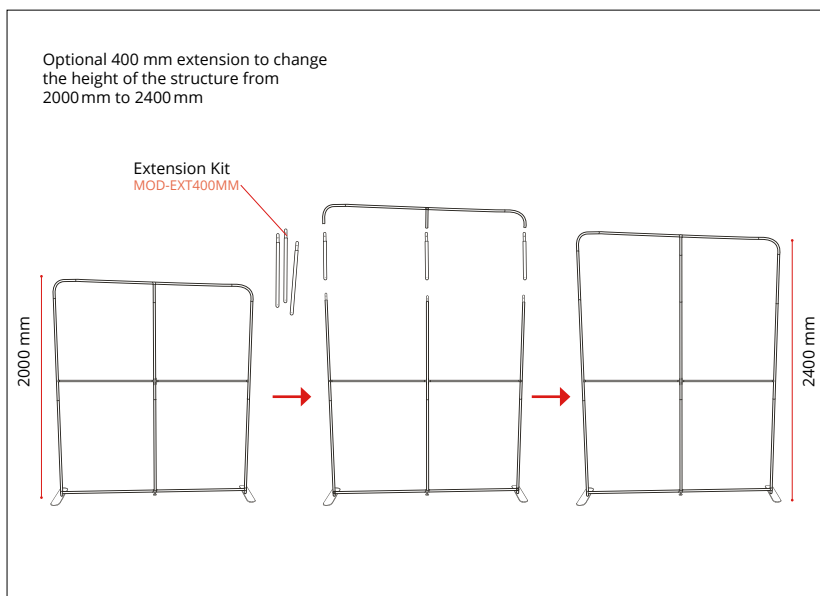 Optional 400 mm extension to change
the height of the structure from
2000 mm to 2400 mm
Extension Kit
MOD-EXT400MM
2000 mm
2400 mm